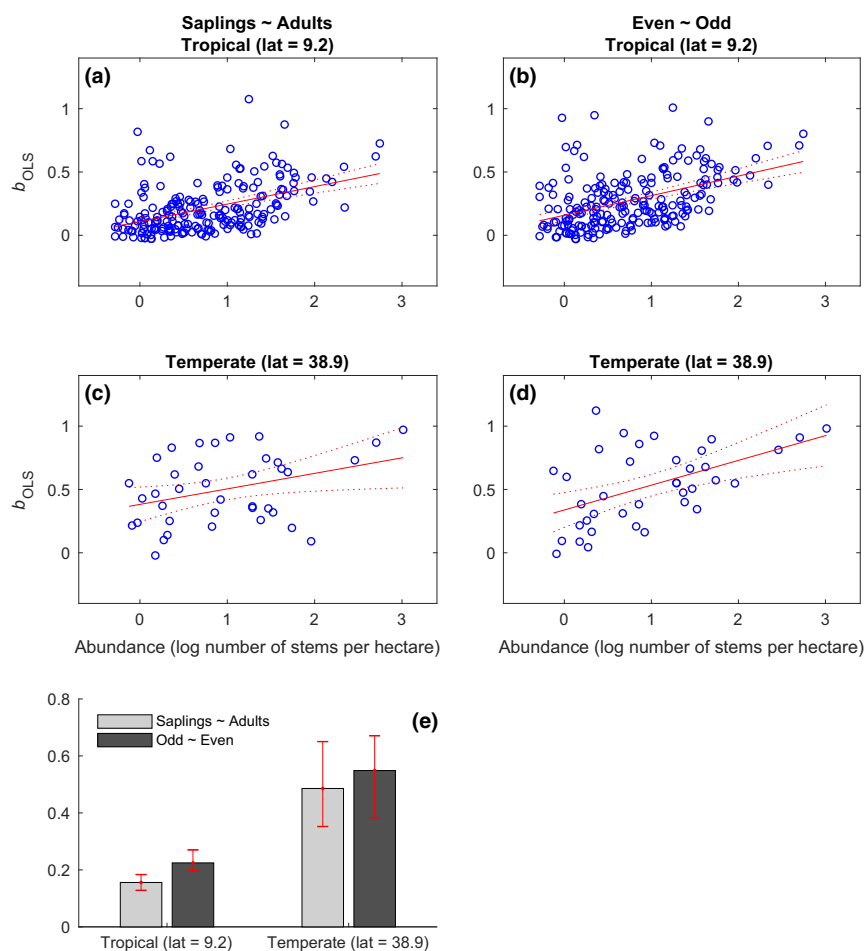 Saplings ~ Adults
Tropical (lat = 9.2)
Even ~ Odd
Tropical (lat = 9.2)
(a)
(b)
b OLS
1
0.5
0
0 1 2 3
1
0.5
0
0 1 2 3
Temperate (lat = 38.9)
Temperate (lat = 38.9)
(c)
(d)
b OLS
1
0.5
0
0 1 2 3
1
0.5
0
0 1 2 3
Abundance (log number of stems per hectare)
Abundance (log number of stems per hectare)
(e)
0.8
0.6
0.4
0.2
0
Saplings ~ Adults
Odd ~ Even
Tropical (lat = 9.2)
Temperate (lat = 38.9)